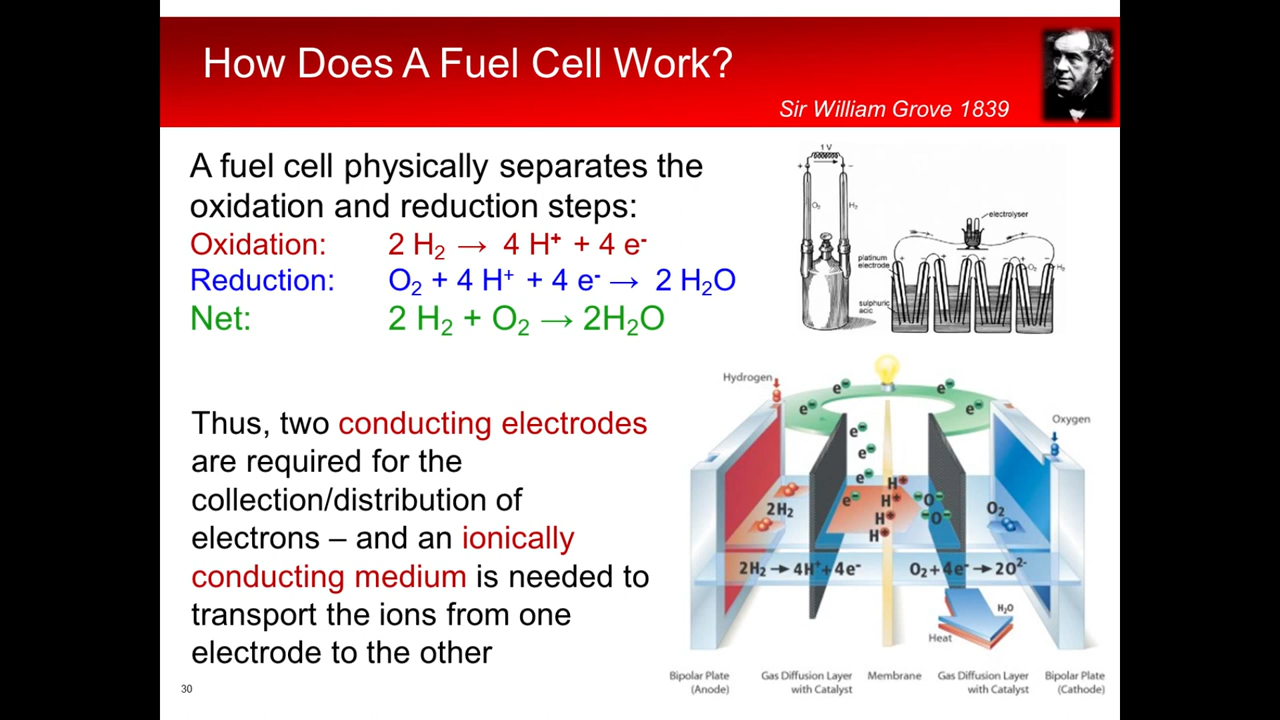 How Does A Fuel Cell Work?
Sir William Grove 1839
A fuel cell physically separates the
oxidation and reduction steps:
Oxidation: 2 H₂ → 4 H⁺ + 4 e⁻
Reduction: O₂ + 4 H⁺ + 4 e⁻ → 2 H₂O
Net: 2 H₂ + O₂ → 2H₂O
Thus, two conducting electrodes
are required for the
collection/distribution of
electrons – and an ionically
conducting medium is needed to
transport the ions from one
electrode to the other
30
1 V
+ −
O₂ H₂
electrolyser
platinum
electrode
+ − + − + − + −
O₂ H₂
sulphuric
acid
Hydrogen
Oxygen
e⁻ e⁻
e⁻ e⁻
e⁻
e⁻
e⁻
e⁻
H⁺
H⁺
H⁺
H⁺
O
O
2H₂
O₂
2H₂ → 4H⁺ + 4e⁻
O₂ + 4e⁻ → 2O²⁻
H₂O
Heat
Bipolar Plate
(Anode)
Gas Diffusion Layer
with Catalyst
Membrane
Gas Diffusion Layer
with Catalyst
Bipolar Plate
(Cathode)